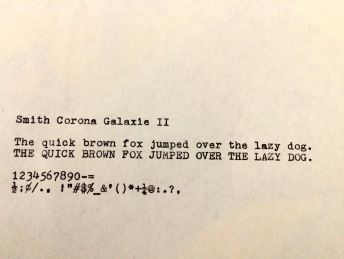 Smith Corona Galaxie II
The quick brown fox jumped over the lazy dog.
THE QUICK BROWN FOX JUMPED OVER THE LAZY DOG.
1234567890-=
½;¢/., !"#$%_&'()*+¼@:.?,